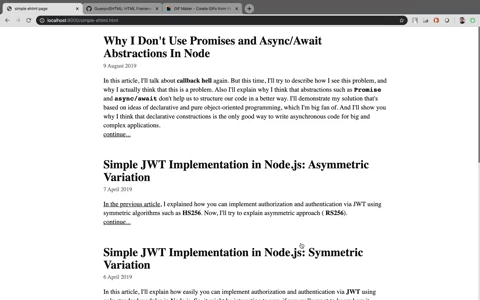 simple ehtml page
Guseyn/EHTML: HTML Framew
GIF Maker - Create GIFs from V
localhost:8000/simple-ehtml.html
Why I Don't Use Promises and Async/Await
Abstractions In Node
9 August 2019
In this article, I'll talk about callback hell again. But this time, I'll try to describe how I see this problem, and
why I actually think that this is a problem. Also I'll explain why I think that abstractions such as Promise
and async/await don't help us to structure our code in a better way. I'll demonstrate my solution that's
based on ideas of declarative and pure object-oriented programming, which I'm big fan of. And I'll show you
why I think that declarative constructions is the only good way to write asynchronous code for big and
complex applications.
continue...
Simple JWT Implementation in Node.js: Asymmetric
Variation
7 April 2019
In the previous article, I explained how you can implement authorization and authentication via JWT using
symmetric algorithms such as HS256. Now, I'll try to explain asymmetric approach ( RS256).
continue...
Simple JWT Implementation in Node.js: Symmetric
Variation
6 April 2019
In this article, I'll explain how easily you can implement authorization and authentication via JWT using